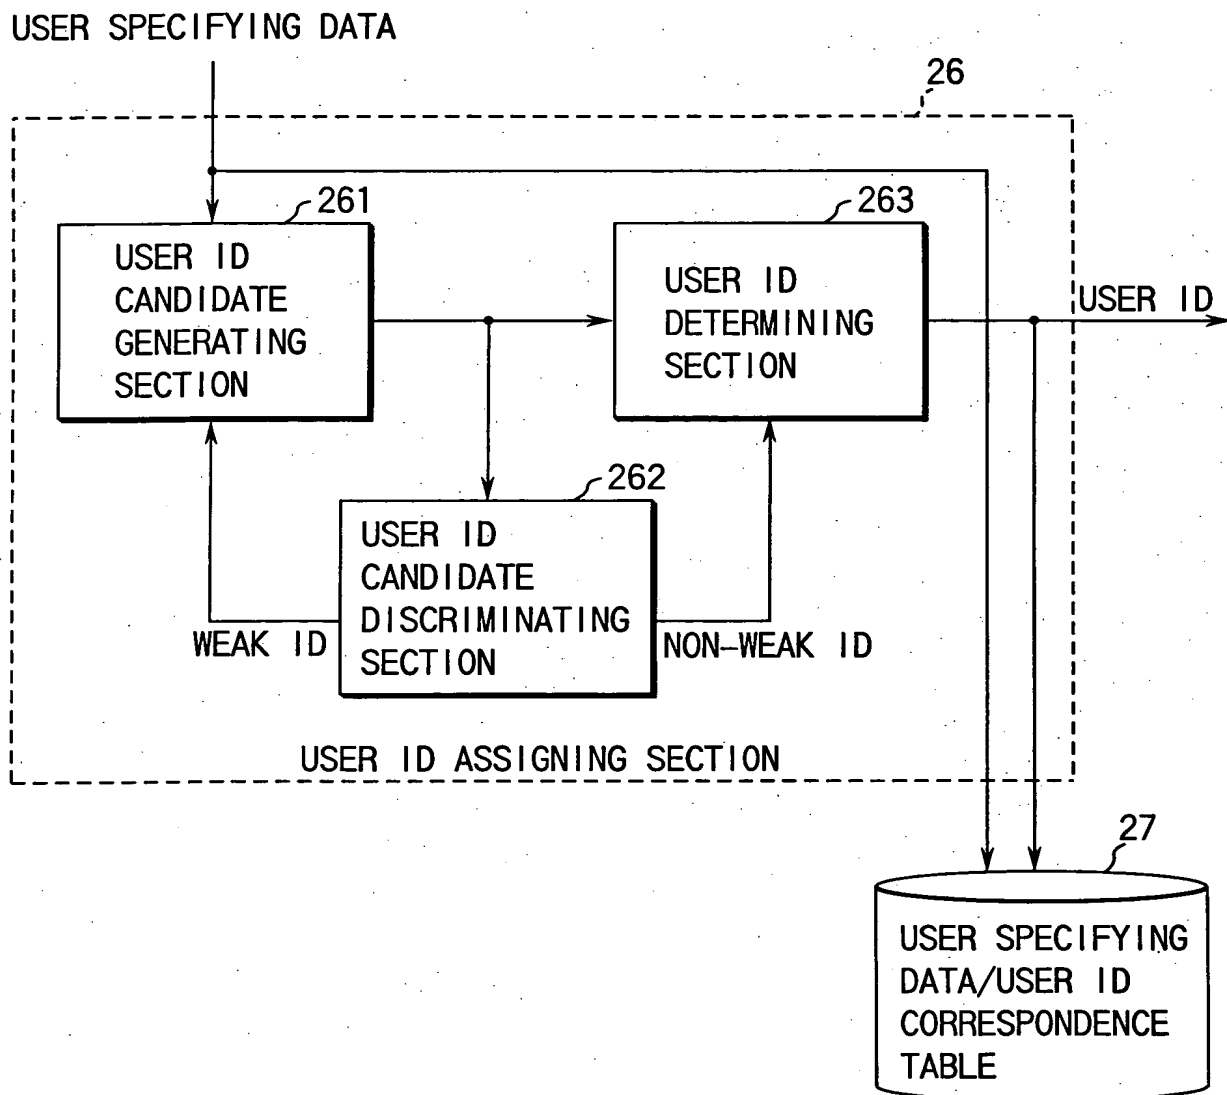 USER SPECIFYING DATA
26
261
263
USER ID
CANDIDATE
GENERATING
SECTION
USER ID
DETERMINING
SECTION
USER ID
262
USER ID
CANDIDATE
DISCRIMINATING
SECTION
WEAK ID
NON-WEAK ID
USER ID ASSIGNING SECTION
27
USER SPECIFYING
DATA/USER ID
CORRESPONDENCE
TABLE